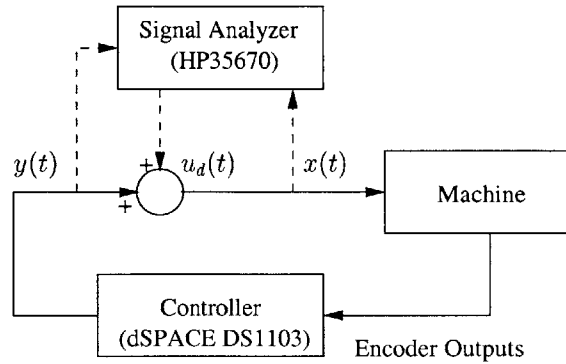 Signal Analyzer
(HP35670)
y(t)
+
u_d(t)
x(t)
+
Machine
Controller
(dSPACE DS1103)
Encoder Outputs